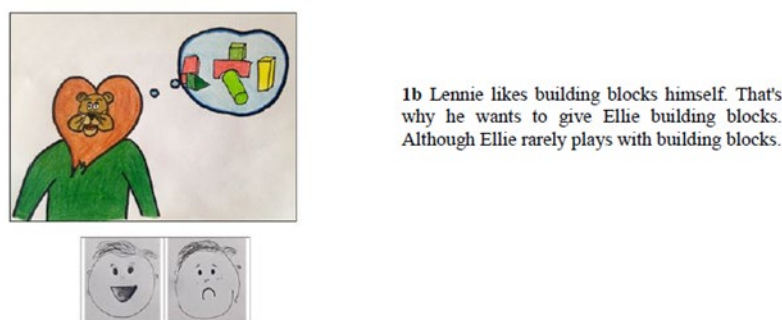 1b Lennie likes building blocks himself. That's
why he wants to give Ellie building blocks.
Although Ellie rarely plays with building blocks.